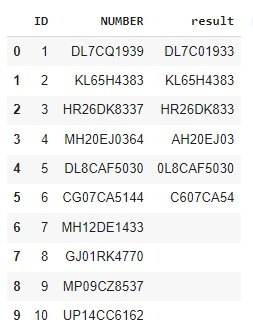 ID NUMBER result
0 1 DL7CQ1939 DL7C01933
1 2 KL65H4383 KL65H4383
2 3 HR26DK8337 HR26DK833
3 4 MH20EJ0364 AH20EJ03
4 5 DL8CAF5030 0L8CAF5030
5 6 CG07CA5144 C607CA54
6 7 MH12DE1433
7 8 GJ01RK4770
8 9 MP09CZ8537
9 10 UP14CC6162